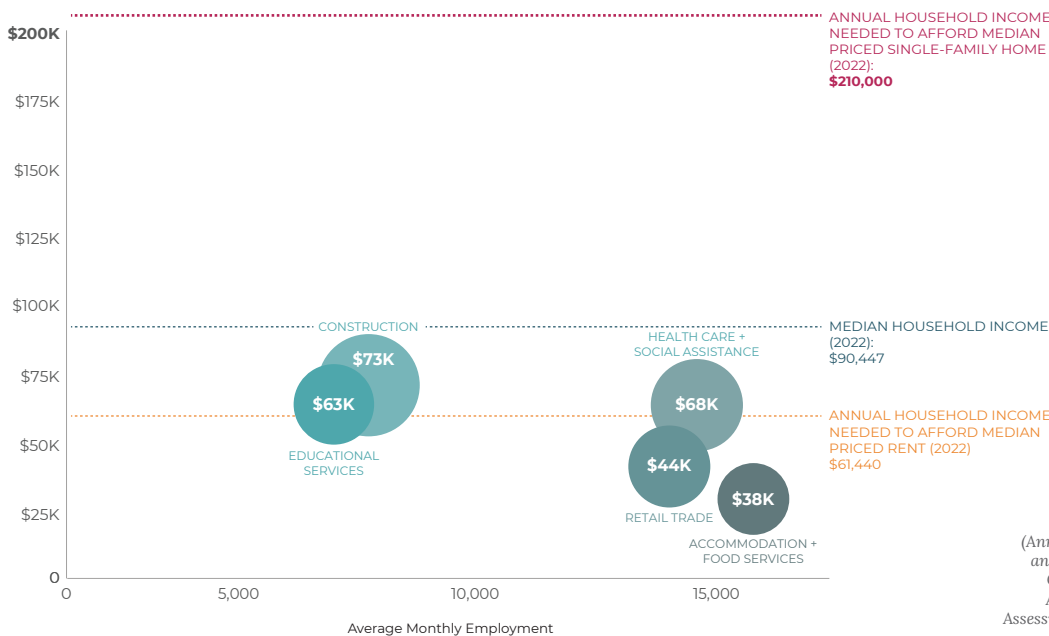 $200K
$175K
$150K
$125K
$100K
$75K
$50K
$25K
0
0
5,000
10,000
15,000
Average Monthly Employment
CONSTRUCTION
$73K
$63K
EDUCATIONAL
SERVICES
HEALTH CARE +
SOCIAL ASSISTANCE
$68K
$44K
RETAIL TRADE
$38K
ACCOMMODATION +
FOOD SERVICES
ANNUAL HOUSEHOLD INCOME
NEEDED TO AFFORD MEDIAN
PRICED SINGLE-FAMILY HOME
(2022):
$210,000
MEDIAN HOUSEHOLD INCOME
(2022):
$90,447
ANNUAL HOUSEHOLD INCOME
NEEDED TO AFFORD MEDIAN
PRICED RENT (2022)
$61,440